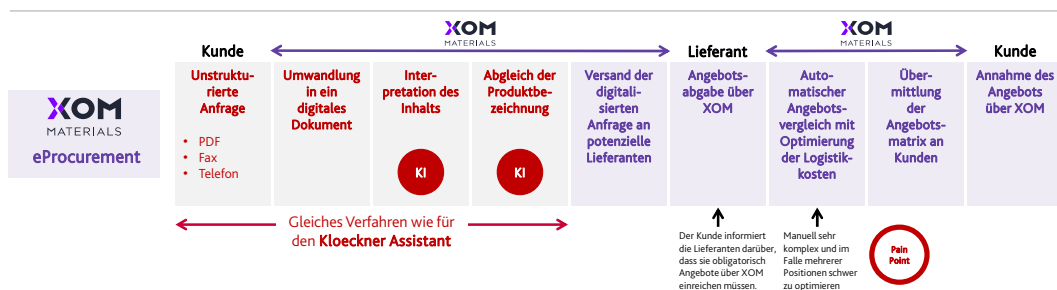 XOM
MATERIALS
XOM
MATERIALS
Kunde
Lieferant
Kunde
XOM
MATERIALS
eProcurement
Unstruktu-
rierte
Anfrage
• PDF
• Fax
• Telefon
Umwandlung
in ein
digitales
Dokument
Inter-
pretation des
Inhalts
KI
Abgleich der
Produktbe-
zeichnung
KI
Versand der
digitali-
sierten
Anfrage an
potenzielle
Lieferanten
Angebots-
abgabe über
XOM
Auto-
matischer
Angebots-
vergleich mit
Optimierung
der Logistik-
kosten
Über-
mittlung
der
Angebots-
matrix an
Kunden
Annahme des
Angebots
über XOM
Gleiches Verfahren wie für
den Kloeckner Assistant
Der Kunde informiert
die Lieferanten darüber,
dass sie obligatorisch
Angebote über XOM
einreichen müssen.
Manuell sehr
komplex und im
Falle mehrerer
Positionen schwer
zu optimieren
Pain
Point